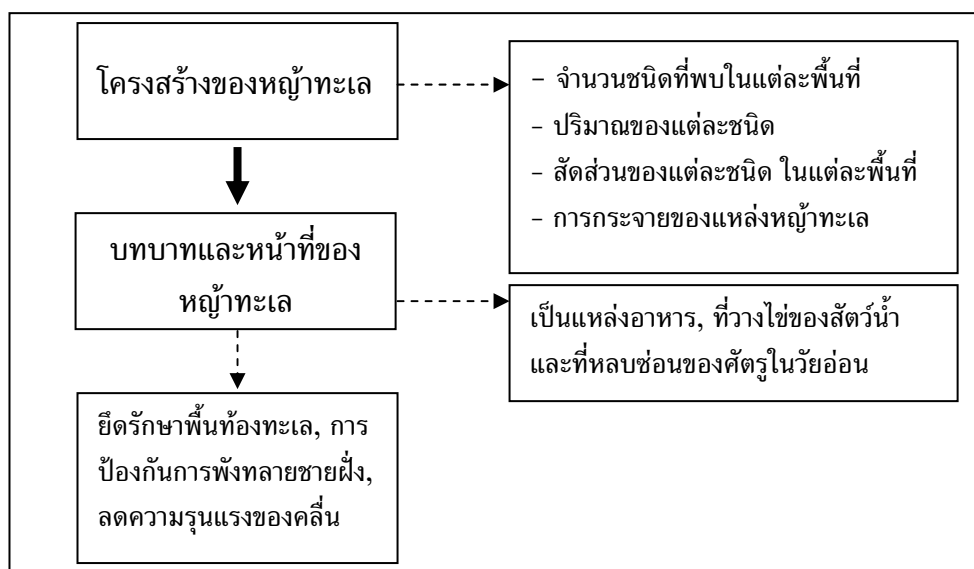 โครงสร้างของหญ้าทะเล
- จำนวนชนิดที่พบในแต่ละพื้นที่
- ปริมาณของแต่ละชนิด
- สัดส่วนของแต่ละชนิด ในแต่ละพื้นที่
- การกระจายของแหล่งหญ้าทะเล
บทบาทและหน้าที่ของ
หญ้าทะเล
เป็นแหล่งอาหาร, ที่วางไข่ของสัตว์น้ำ
และที่หลบซ่อนของศัตรูในวัยอ่อน
ยึดรักษาพื้นท้องทะเล, การ
ป้องกันการพังทลายชายฝั่ง,
ลดความรุนแรงของคลื่น